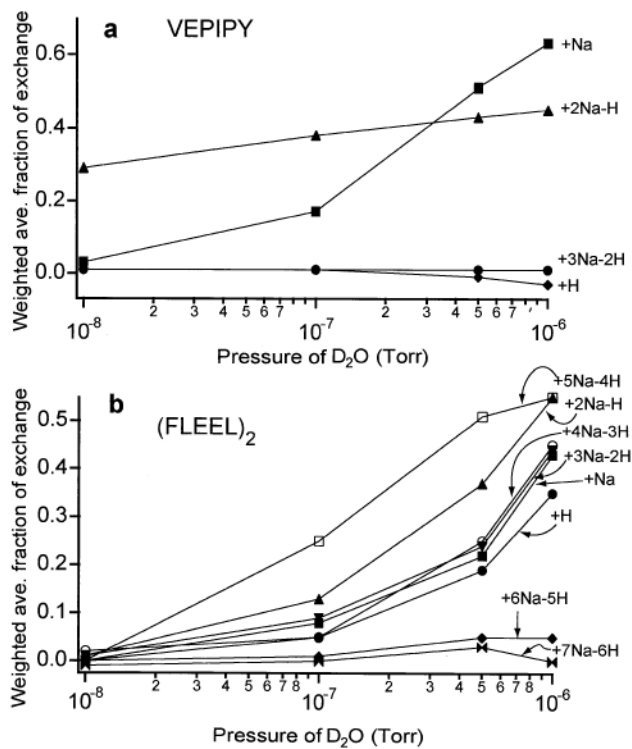 a VEPIPY
Weighted ave. fraction of exchange
0.6
0.4
0.2
0.0
+Na
+2Na-H
+3Na-2H
+H
10-8 2 3 4 5 6 7 10-7 2 3 4 5 6 7 10-6
Pressure of D2O (Torr)
b (FLEEL)2
Weighted ave. fraction of exchange
0.5
0.4
0.3
0.2
0.1
0.0
+5Na-4H
+2Na-H
+4Na-3H
+3Na-2H
+Na
+H
+6Na-5H
+7Na-6H
10-8 2 3 4 5 6 7 8 10-7 2 3 4 5 6 7 8 10-6
Pressure of D2O (Torr)